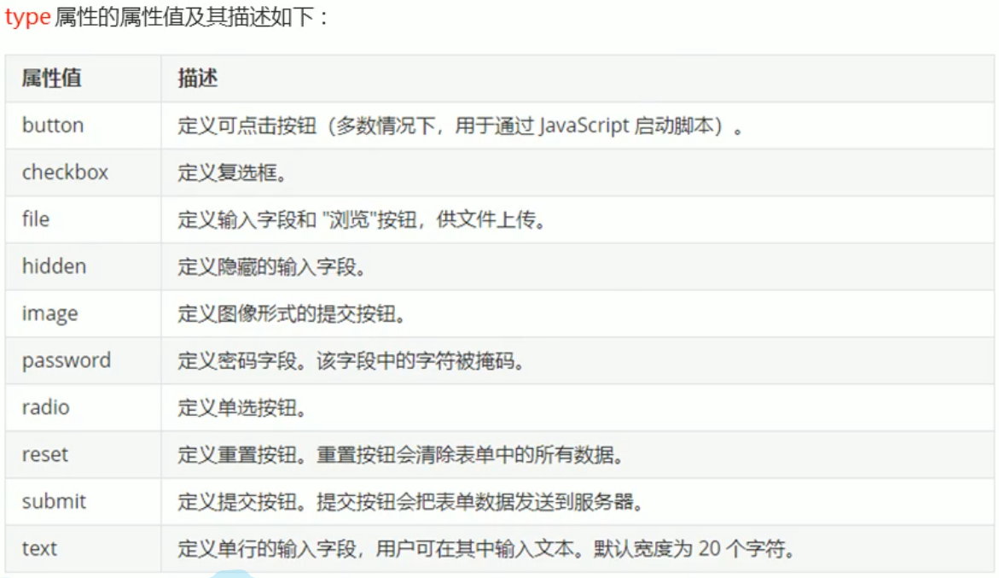 type 属性的属性值及其描述如下：
属性值 描述
button 定义可点击按钮（多数情况下，用于通过 JavaScript 启动脚本）。
checkbox 定义复选框。
file 定义输入字段和 "浏览"按钮，供文件上传。
hidden 定义隐藏的输入字段。
image 定义图像形式的提交按钮。
password 定义密码字段。该字段中的字符被掩码。
radio 定义单选按钮。
reset 定义重置按钮。重置按钮会清除表单中的所有数据。
submit 定义提交按钮。提交按钮会把表单数据发送到服务器。
text 定义单行的输入字段，用户可在其中输入文本。默认宽度为 20 个字符。